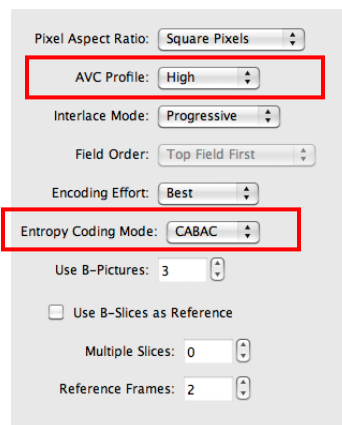 Pixel Aspect Ratio: Square Pixels
AVC Profile: High
Interlace Mode: Progressive
Field Order: Top Field First
Encoding Effort: Best
Entropy Coding Mode: CABAC
Use B-Pictures: 3
Use B-Slices as Reference
Multiple Slices: 0
Reference Frames: 2